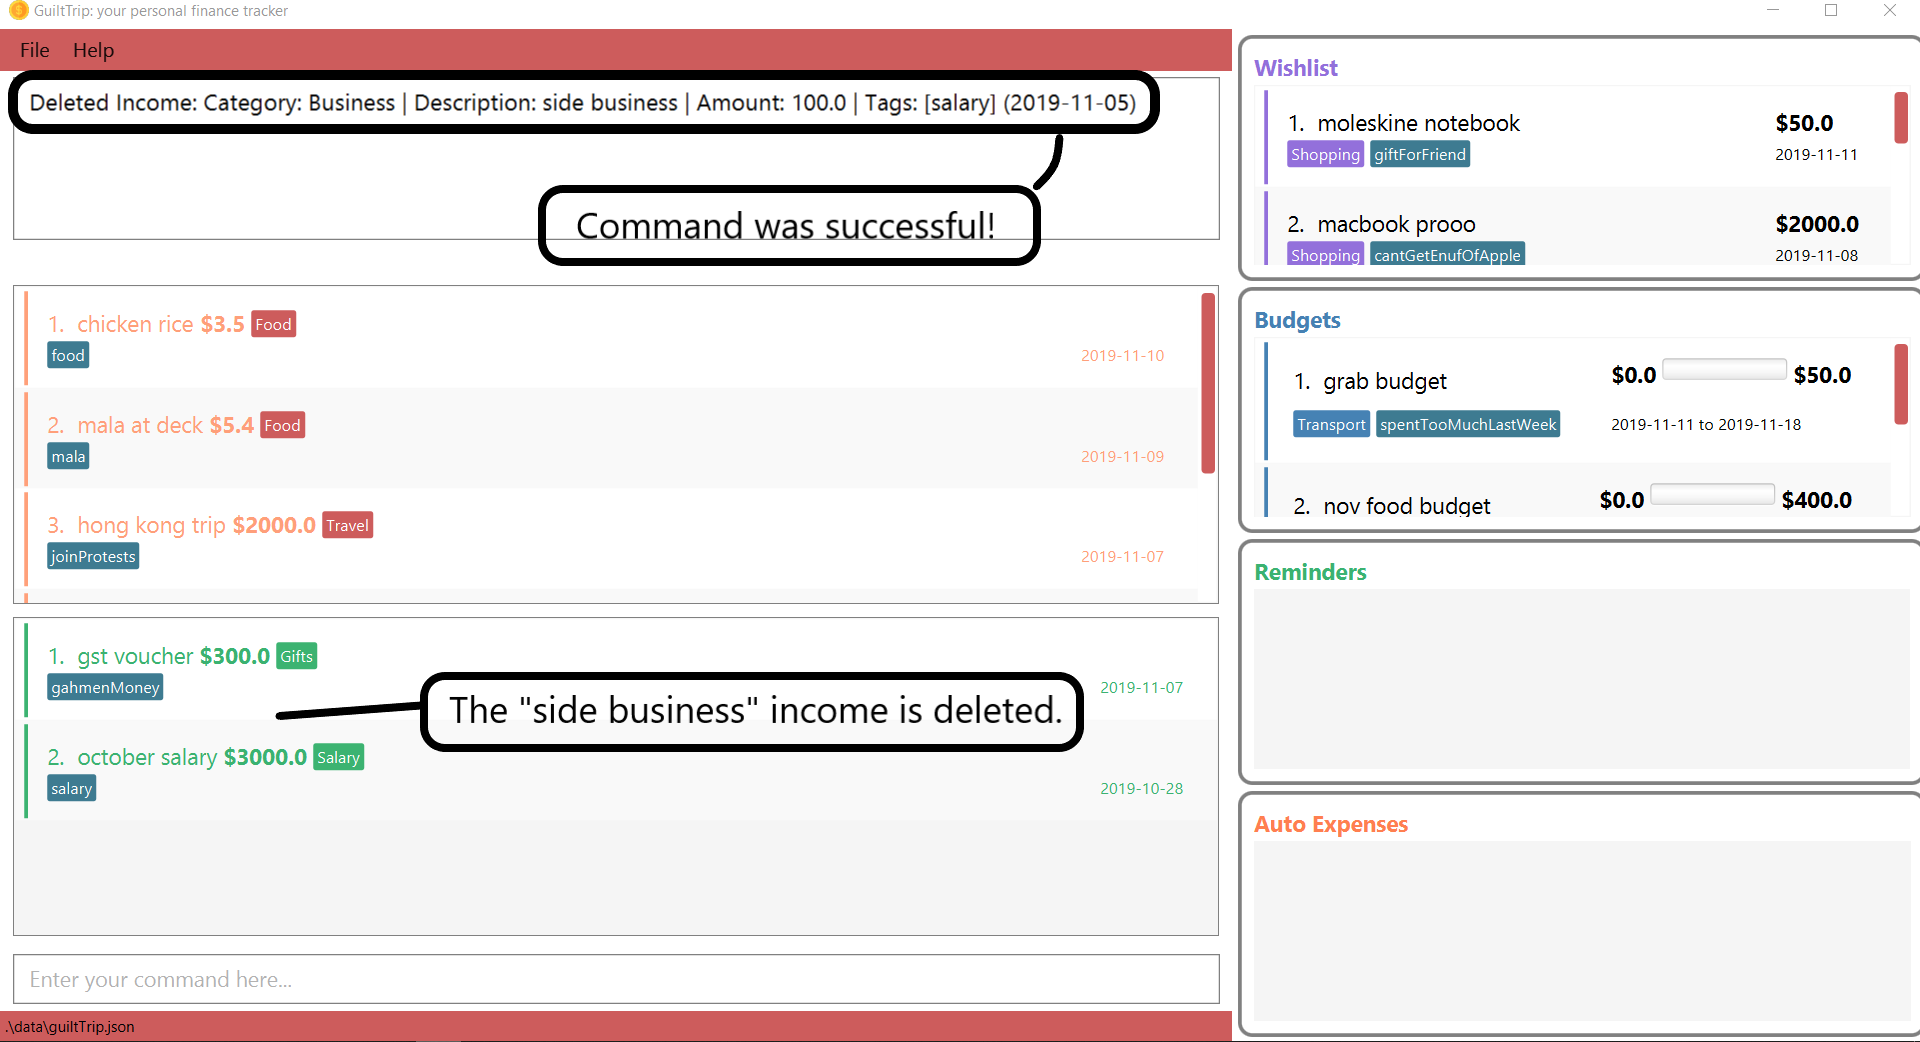 GuiltTrip: your personal finance tracker
File Help
Deleted Income: Category: Business | Description: side business | Amount: 100.0 | Tags: [salary] (2019-11-05)
Command was successful!
1. chicken rice $3.5 Food
food 2019-11-10
2. mala at deck $5.4 Food
mala 2019-11-09
3. hong kong trip $2000.0 Travel
joinProtests 2019-11-07
1. gst voucher $300.0 Gifts
gahmenMoney 2019-11-07
The "side business" income is deleted.
2. october salary $3000.0 Salary
salary 2019-10-28
Enter your command here...
.\data\guiltTrip.json
Wishlist
1. moleskine notebook $50.0
Shopping giftForFriend 2019-11-11
2. macbook prooo $2000.0
Shopping cantGetEnufOfApple 2019-11-08
Budgets
1. grab budget $0.0 $50.0
Transport spentTooMuchLastWeek 2019-11-11 to 2019-11-18
2. nov food budget $0.0 $400.0
Reminders
Auto Expenses